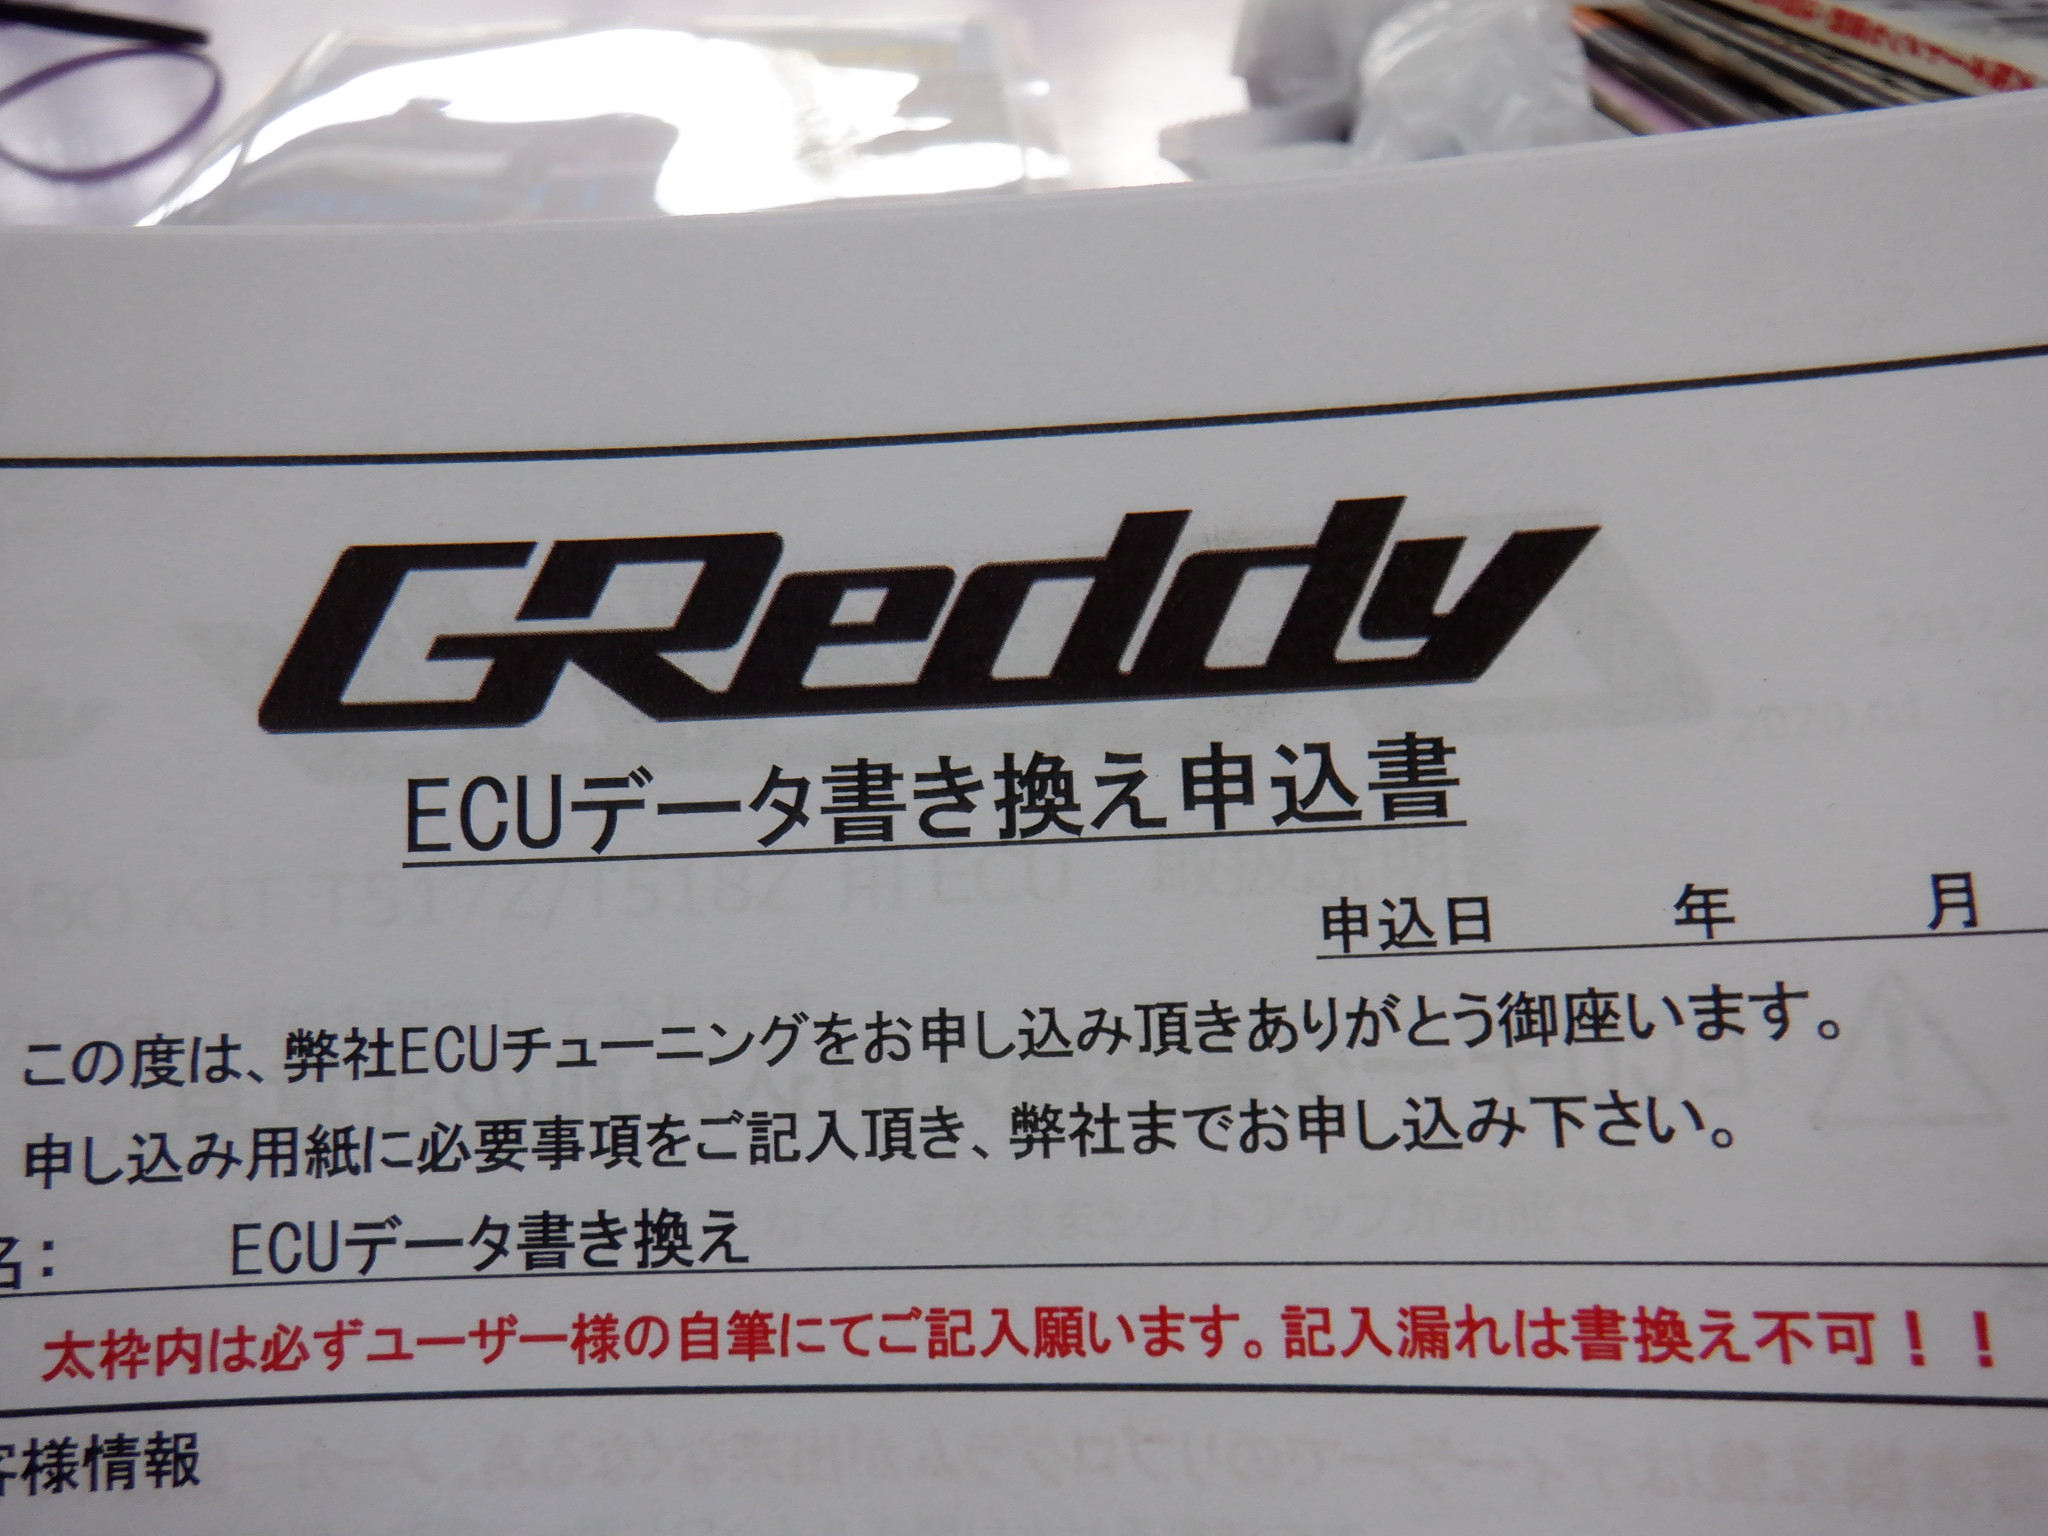 GReddy
ECUデータ書き換え申込書
申込日 年 月
この度は、弊社ECUチューニングをお申し込み頂きありがとう御座います。
申し込み用紙に必要事項をご記入頂き、弊社までお申し込み下さい。
名： ECUデータ書き換え
太枠内は必ずユーザー様の自筆にてご記入願います。記入漏れは書換え不可！！
客様情報